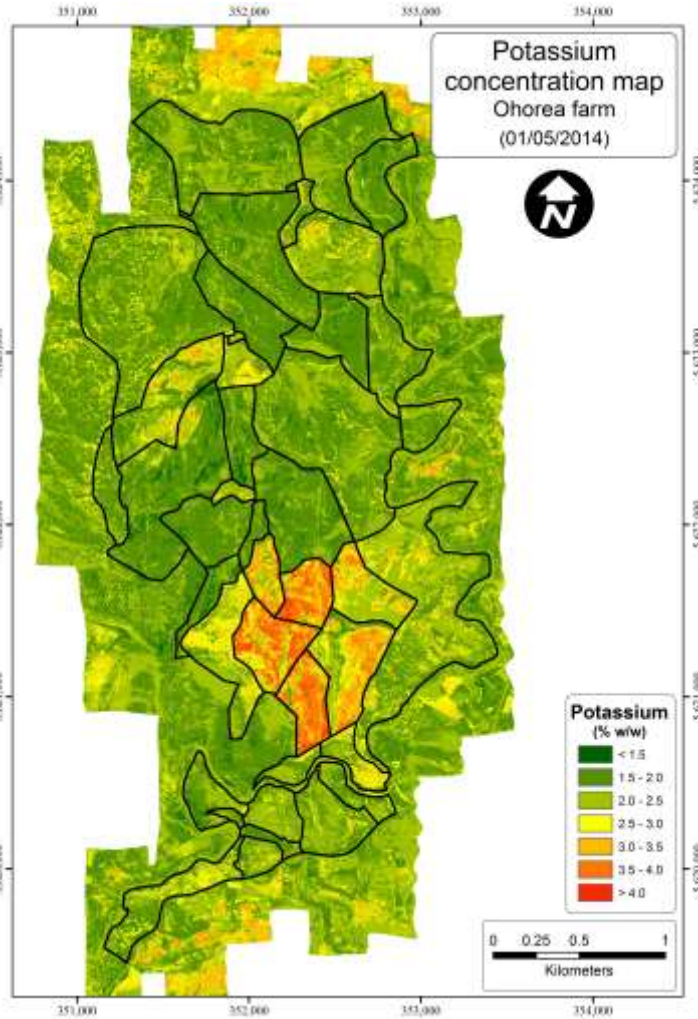 351,000 352,000 353,000 354,000
Potassium
concentration map
Ohorea farm
(01/05/2014)
N
Potassium
(% w/w)
< 1.5
1.5 - 2.0
2.0 - 2.5
2.5 - 3.0
3.0 - 3.5
3.5 - 4.0
> 4.0
0 0.25 0.5 1
Kilometers
351,000 352,000 353,000 354,000